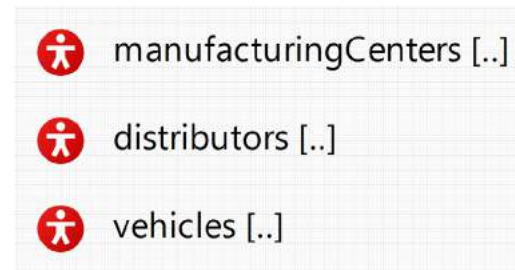 manufacturingCenters [..]
distributors [..]
vehicles [..]